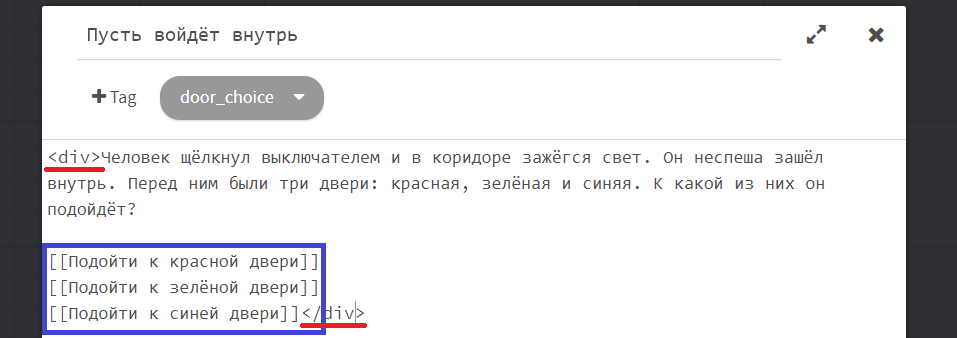 Пусть войдёт внутрь
+ Tag door_choice
<div>Человек щёлкнул выключателем и в коридоре зажёгся свет. Он неспеша зашёл
внутрь. Перед ним были три двери: красная, зелёная и синяя. К какой из них он
подойдёт?
[[Подойти к красной двери]]
[[Подойти к зелёной двери]]
[[Подойти к синей двери]]</div>